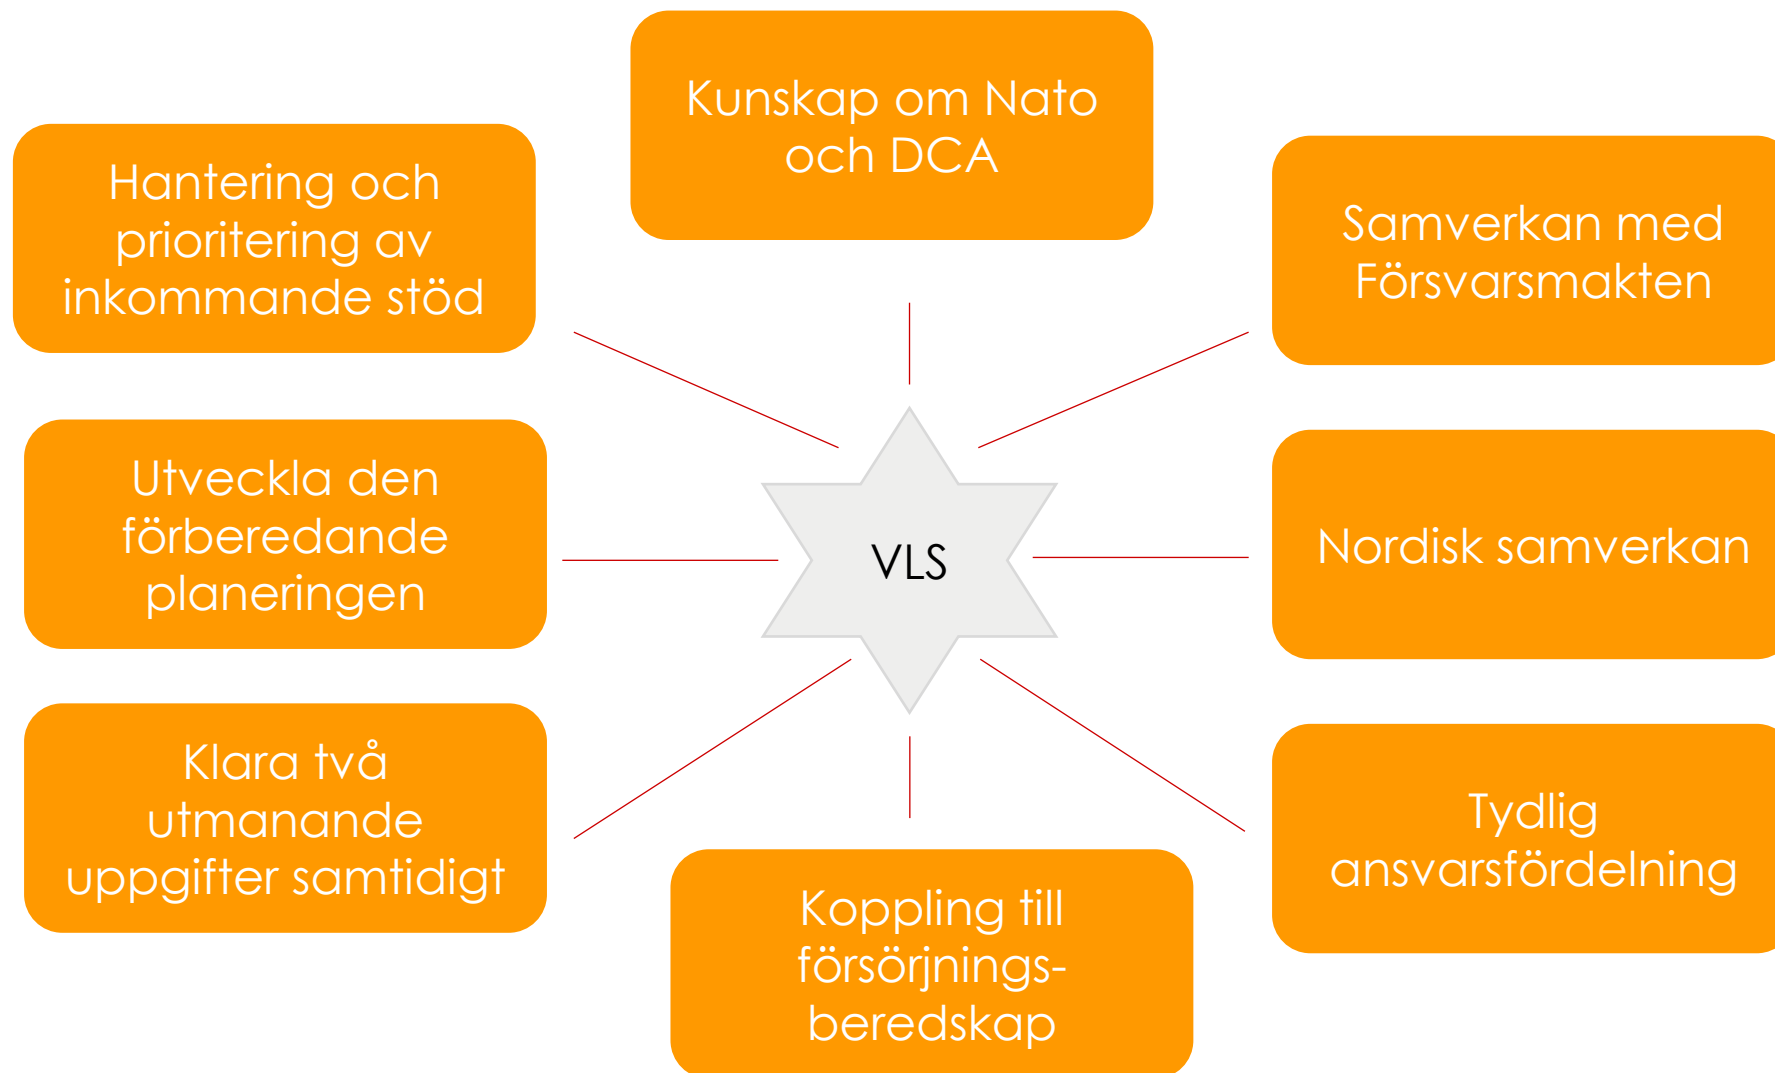 Kunskap om Nato
och DCA
Hantering och
prioritering av
inkommande stöd
Samverkan med
Försvarsmakten
Utveckla den
förberedande
planeringen
VLS
Nordisk samverkan
Klara två
utmanande
uppgifter samtidigt
Tydlig
ansvarsfördelning
Koppling till
försörjnings-
beredskap